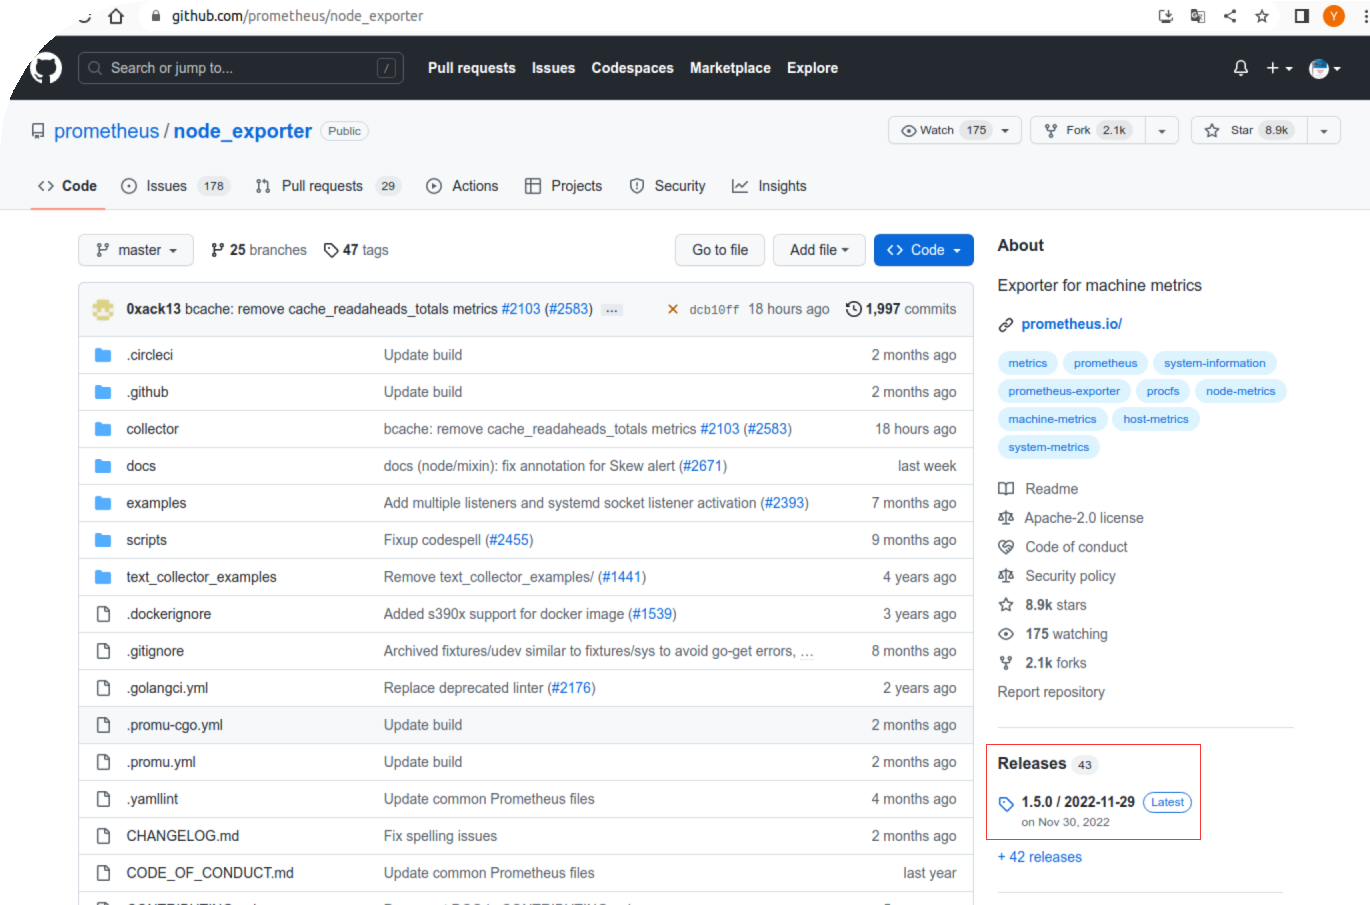 github.com/prometheus/node_exporter
Search or jump to... /
Pull requests Issues Codespaces Marketplace Explore
Y
prometheus / node_exporter Public
Watch 175 Fork 2.1k Star 8.9k
Code Issues 178 Pull requests 29 Actions Projects Security Insights
master 25 branches 47 tags Go to file Add file Code
0xack13 bcache: remove cache_readaheads_totals metrics #2103 (#2583) ... dcb10ff 18 hours ago 1,997 commits
.circleci Update build 2 months ago
.github Update build 2 months ago
collector bcache: remove cache_readaheads_totals metrics #2103 (#2583) 18 hours ago
docs docs (node/mixin): fix annotation for Skew alert (#2671) last week
examples Add multiple listeners and systemd socket listener activation (#2393) 7 months ago
scripts Fixup codespell (#2455) 9 months ago
text_collector_examples Remove text_collector_examples/ (#1441) 4 years ago
.dockerignore Added s390x support for docker image (#1539) 3 years ago
.gitignore Archived fixtures/udev similar to fixtures/sys to avoid go-get errors, … 8 months ago
.golangci.yml Replace deprecated linter (#2176) 2 years ago
.promu-cgo.yml Update build 2 months ago
.promu.yml Update build 2 months ago
.yamllint Update common Prometheus files 4 months ago
CHANGELOG.md Fix spelling issues 2 months ago
CODE_OF_CONDUCT.md Update common Prometheus files last year
About
Exporter for machine metrics
prometheus.io/
metrics prometheus system-information
prometheus-exporter procfs node-metrics
machine-metrics host-metrics
system-metrics
Readme
Apache-2.0 license
Code of conduct
Security policy
8.9k stars
175 watching
2.1k forks
Report repository
Releases 43
1.5.0 / 2022-11-29 Latest
on Nov 30, 2022
+ 42 releases